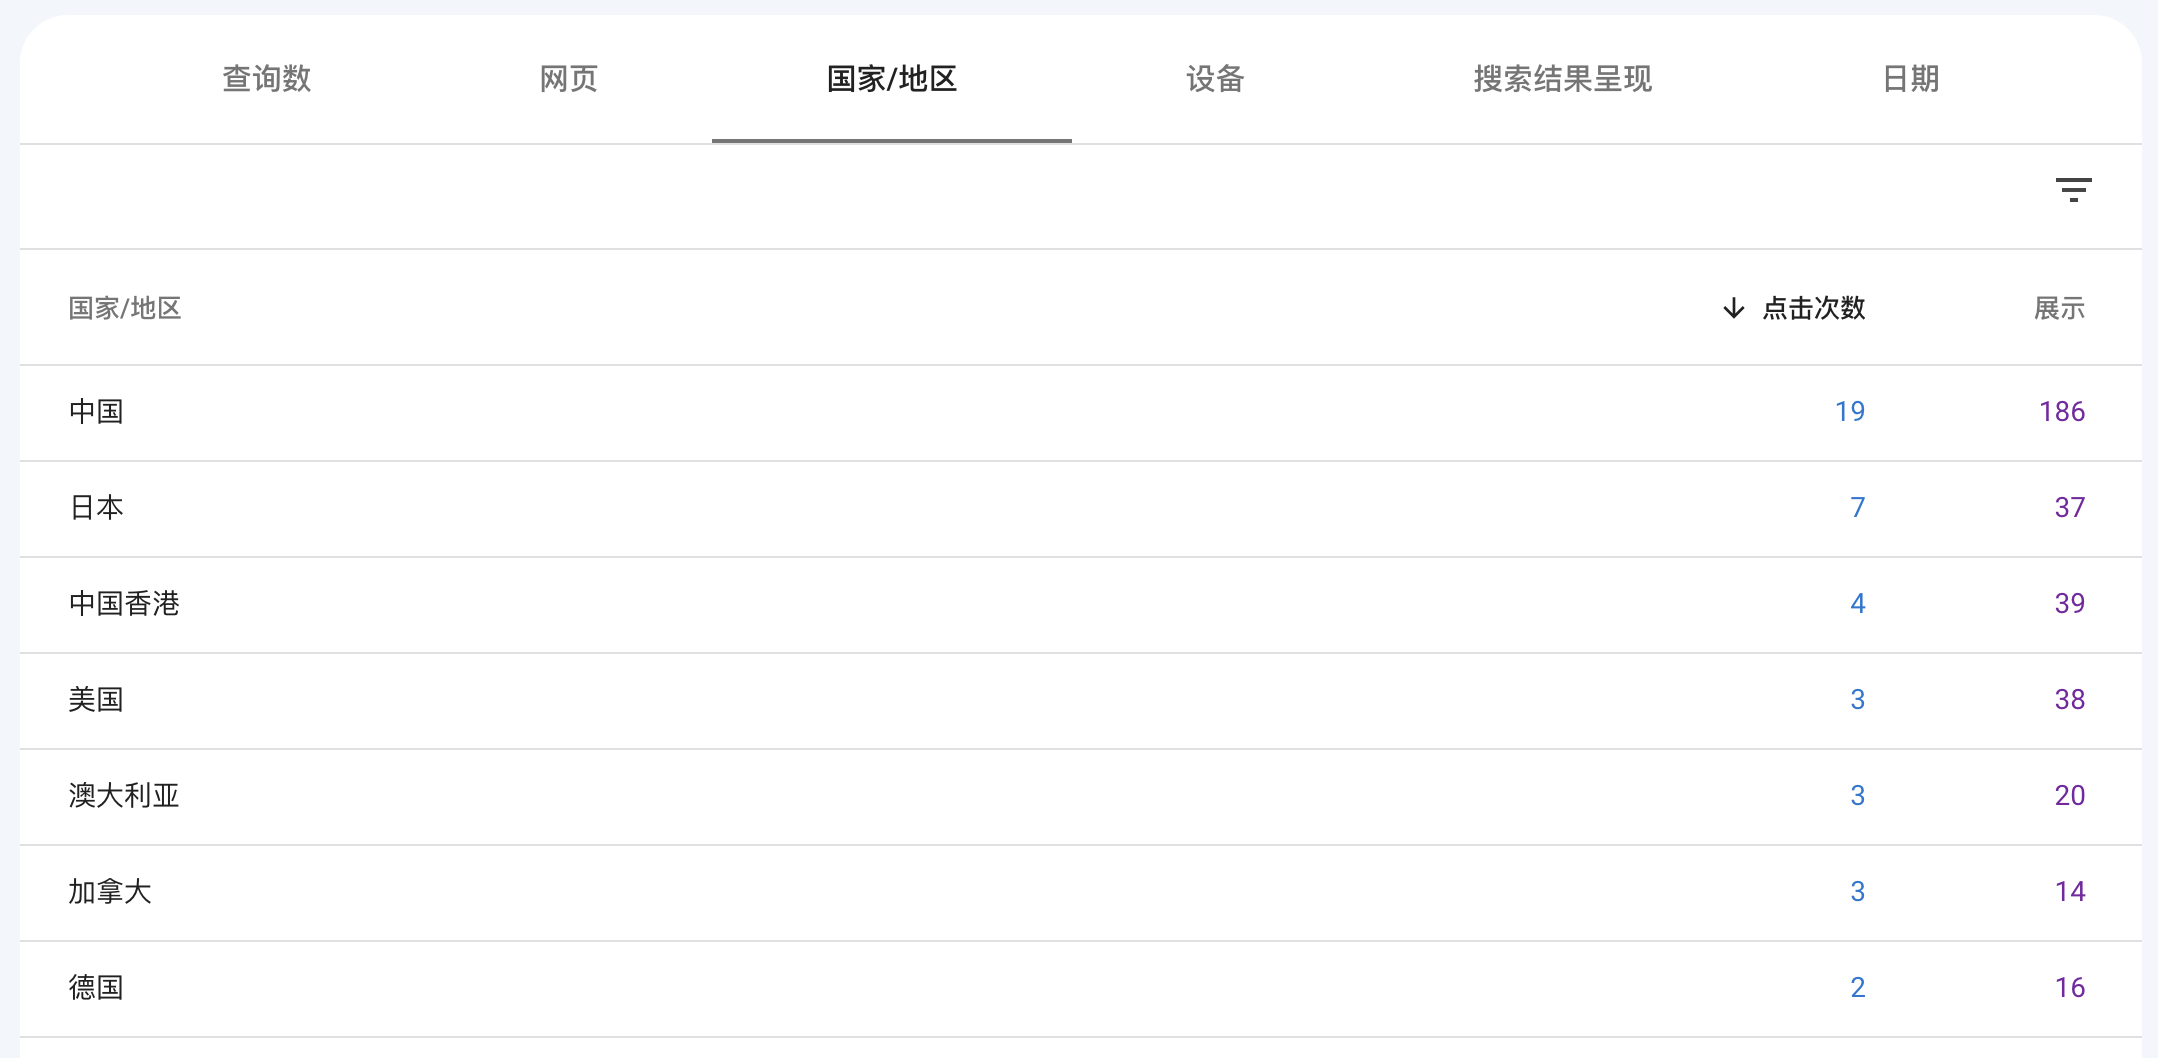 查询数 网页 国家/地区 设备 搜索结果呈现 日期
国家/地区 点击次数 展示
中国 19 186
日本 7 37
中国香港 4 39
美国 3 38
澳大利亚 3 20
加拿大 3 14
德国 2 16